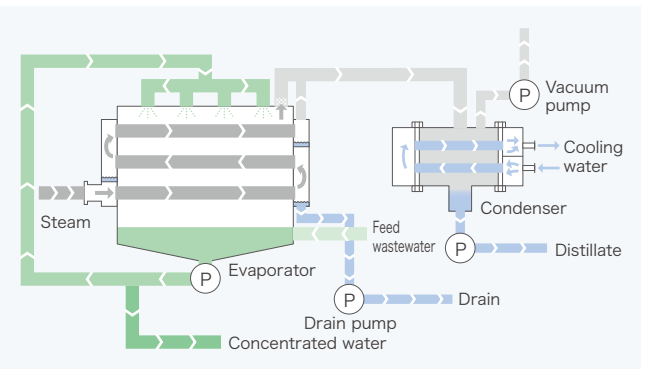 P
Vacuum
pump
Cooling
water
Steam
Condenser
Feed
wastewater
P
Distillate
P
Evaporator
P
Drain
Drain pump
Concentrated water